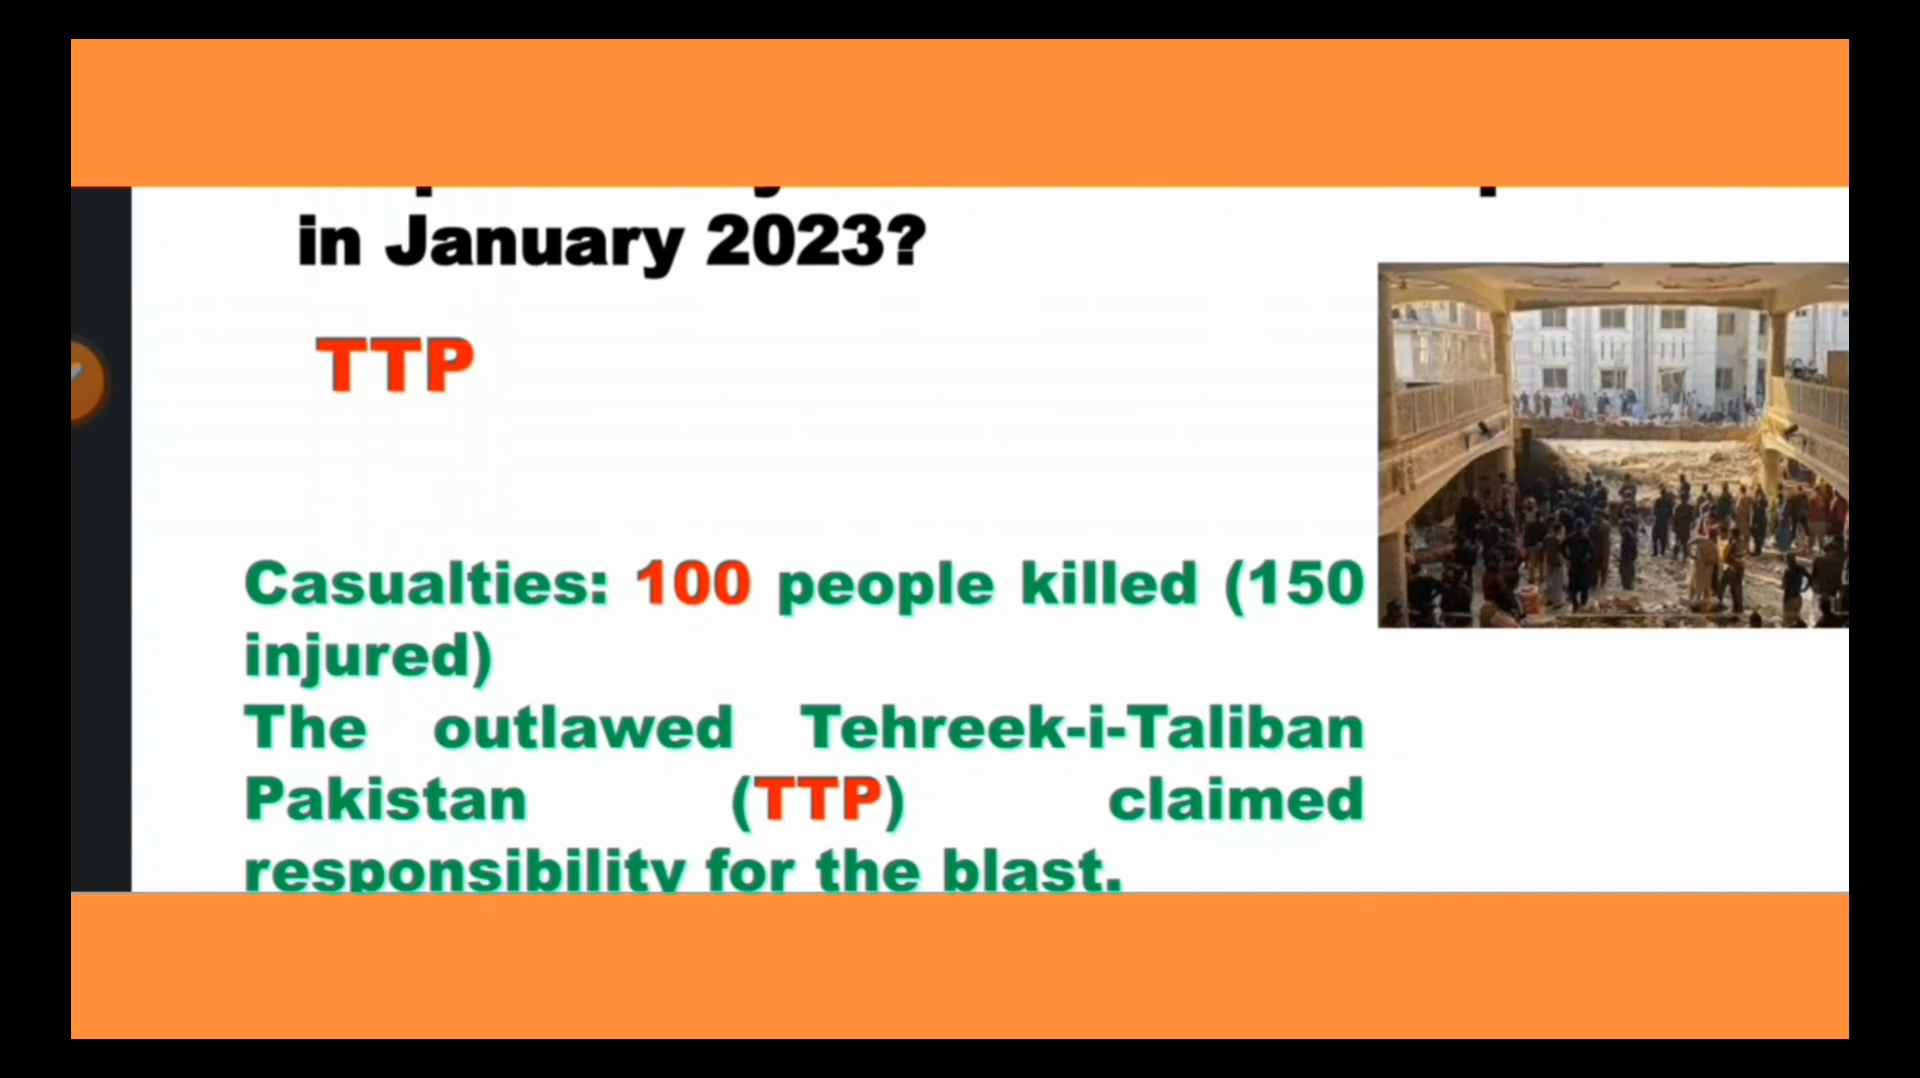 in January 2023?
TTP
Casualties: 100 people killed (150
injured)
The outlawed Tehreek-i-Taliban
Pakistan (TTP) claimed
responsibility for the blast.